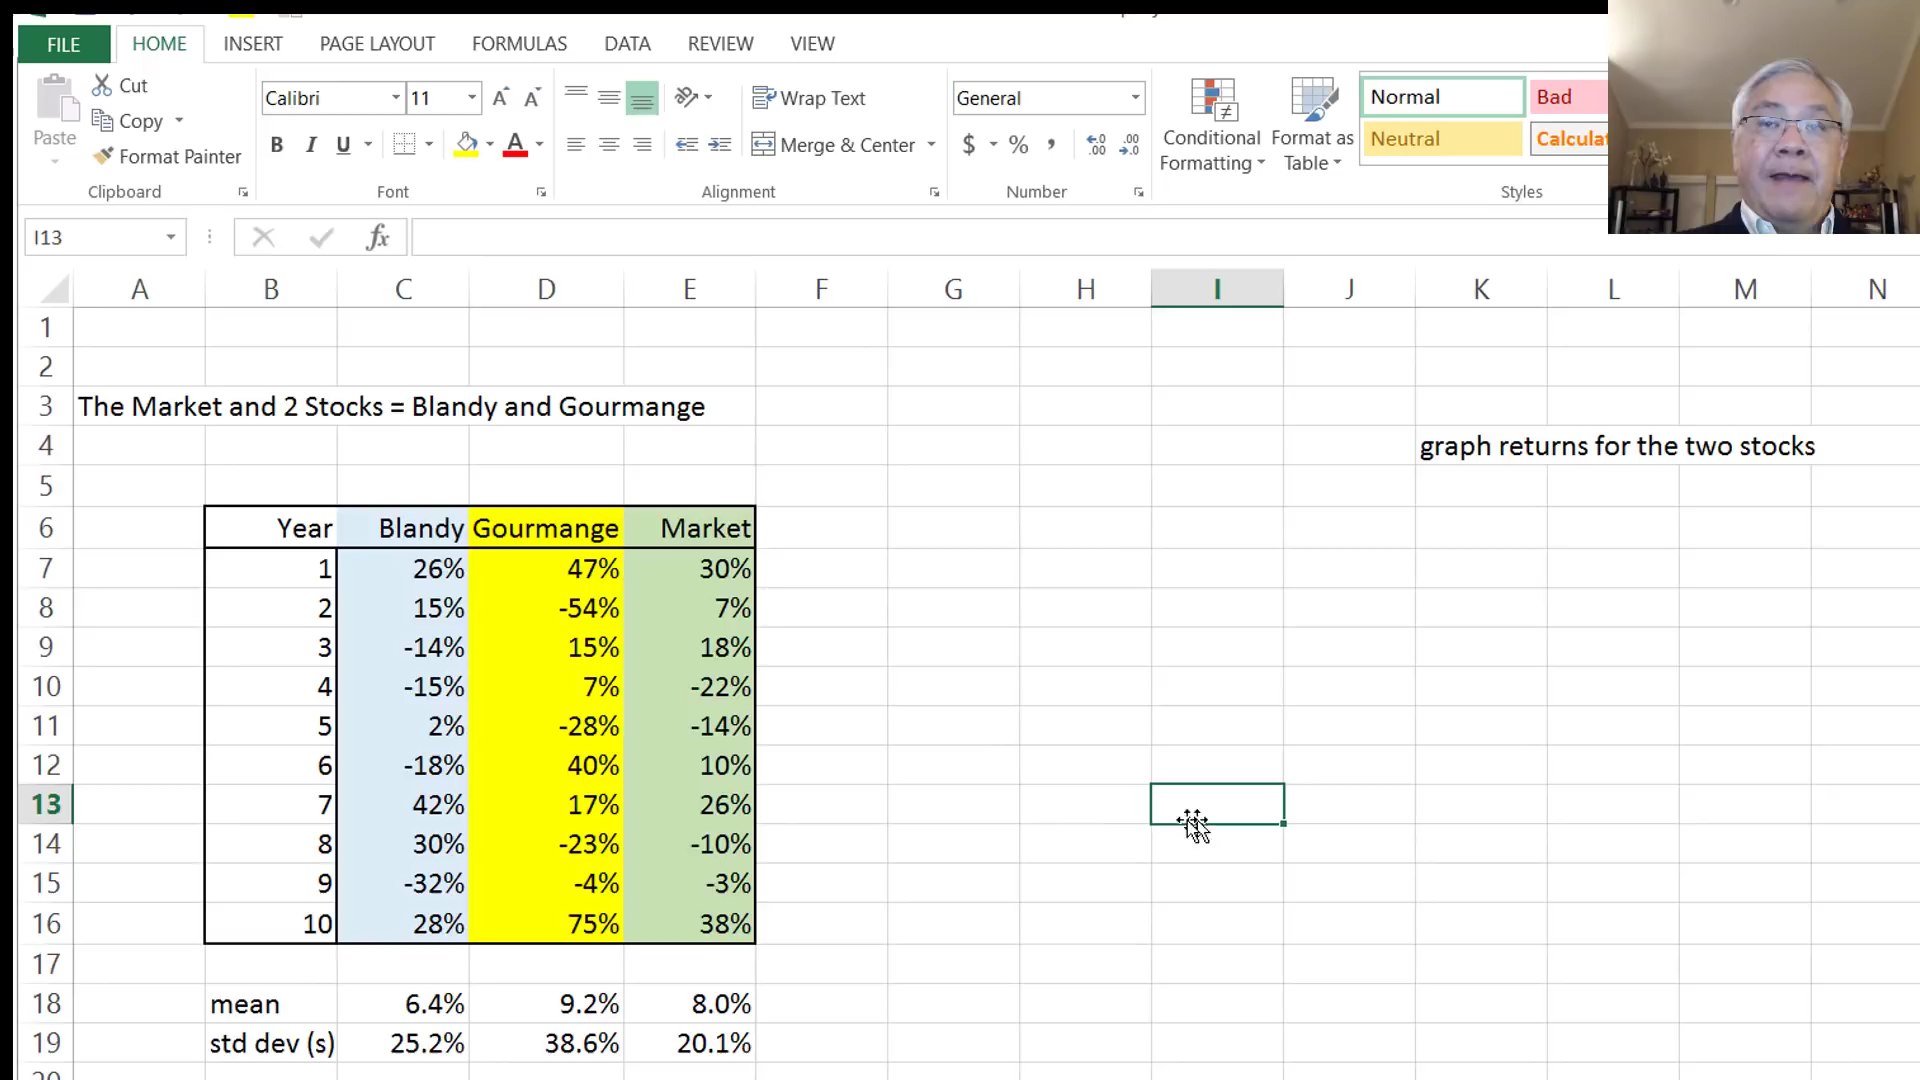 FILE HOME INSERT PAGE LAYOUT FORMULAS DATA REVIEW VIEW
Paste
Cut
Copy
Format Painter
Clipboard
Calibri 11
B I U A
Font
Wrap Text
Merge & Center
Alignment
General
$ % ,
Number
Conditional Formatting
Format as Table
Normal Bad
Neutral
Styles
I13 fx
A B C D E F G H I J K L M N
1
2
3 The Market and 2 Stocks = Blandy and Gourmange
4 graph returns for the two stocks
5
6 Year Blandy Gourmange Market
7 1 26% 47% 30%
8 2 15% -54% 7%
9 3 -14% 15% 18%
10 4 -15% 7% -22%
11 5 2% -28% -14%
12 6 -18% 40% 10%
13 7 42% 17% 26%
14 8 30% -23% -10%
15 9 -32% -4% -3%
16 10 28% 75% 38%
17
18 mean 6.4% 9.2% 8.0%
19 std dev (s) 25.2% 38.6% 20.1%